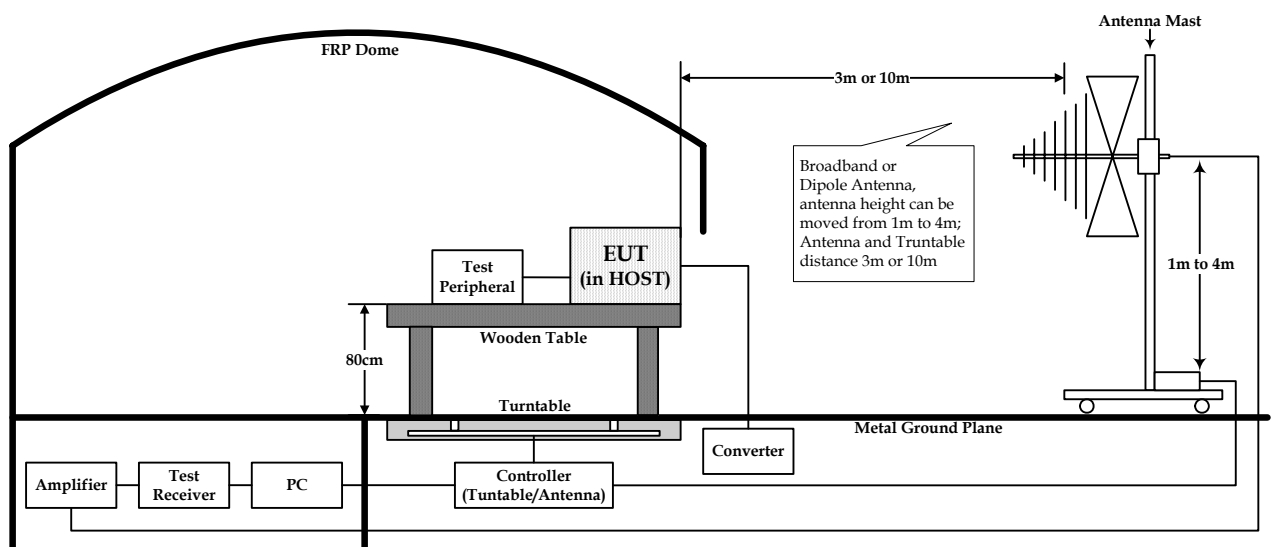 Antenna Mast
FRP Dome
3m or 10m
Broadband or
Dipole Antenna,
antenna height can be
moved from 1m to 4m;
Antenna and Truntable
distance 3m or 10m
EUT
(in HOST)
Test
Peripheral
1m to 4m
Wooden Table
80cm
Turntable
Metal Ground Plane
Converter
Amplifier
Test
Receiver
PC
Controller
(Tuntable/Antenna)